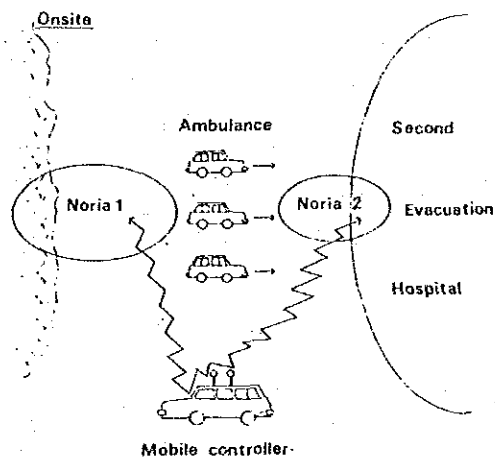 Onsite
Ambulance
Second
Noria 1
Noria 2
Evacuation
Hospital
Mobile controller